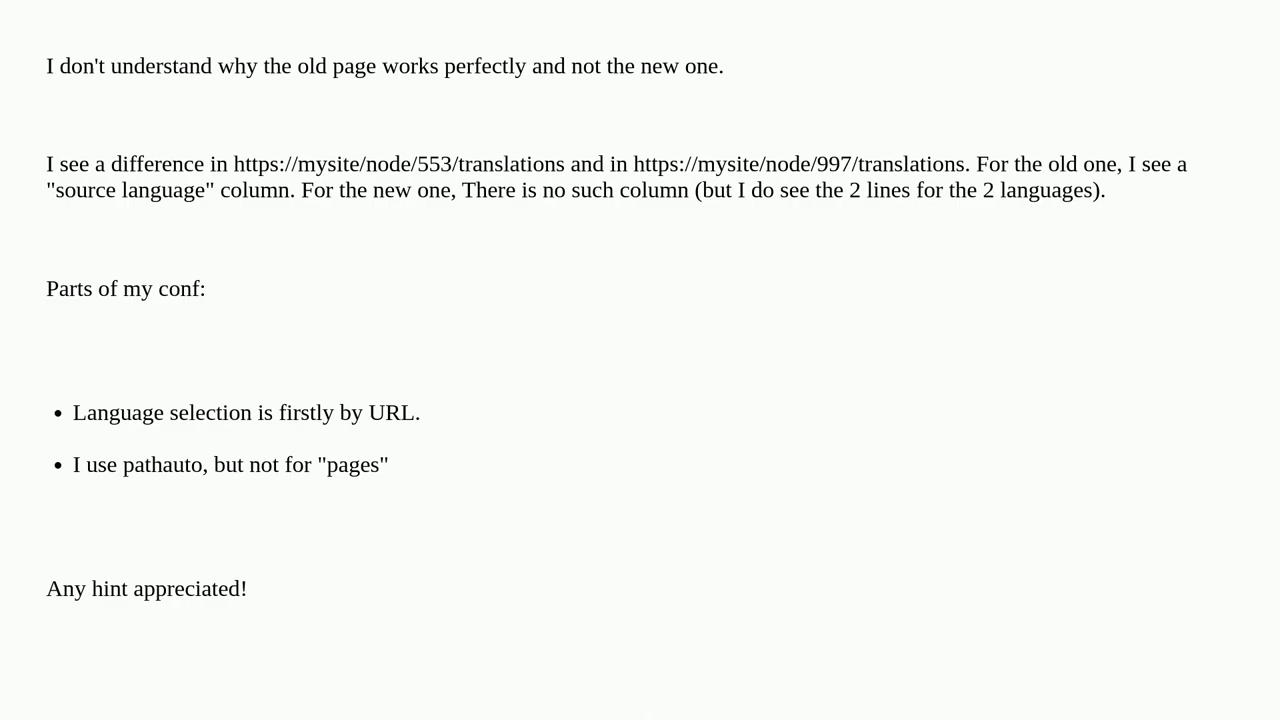 I don't understand why the old page works perfectly and not the new one.
I see a difference in https://mysite/node/553/translations and in https://mysite/node/997/translations. For the old one, I see a
"source language" column. For the new one, There is no such column (but I do see the 2 lines for the 2 languages).
Parts of my conf:
• Language selection is firstly by URL.
• I use pathauto, but not for "pages"
Any hint appreciated!